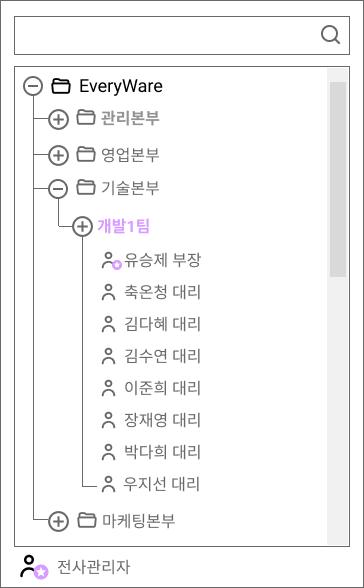 EveryWare
관리본부
영업본부
기술본부
개발1팀
유승제 부장
축온청 대리
김다혜 대리
김수연 대리
이준희 대리
장재영 대리
박다희 대리
우지선 대리
마케팅본부
전사관리자